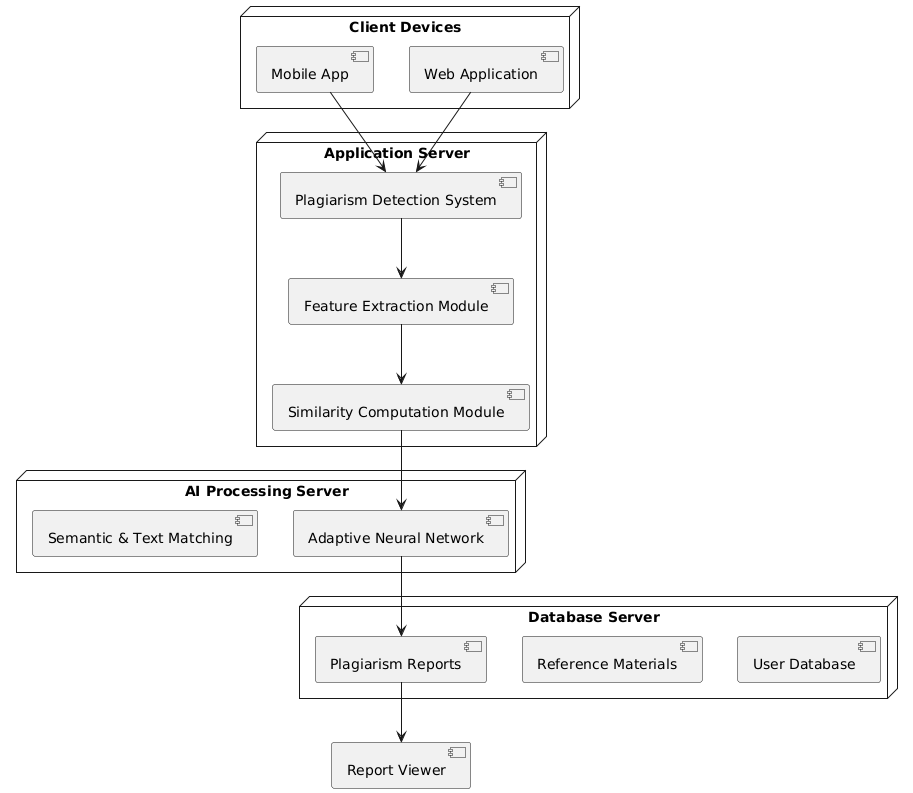 Client Devices
Mobile App
Web Application
Application Server
Plagiarism Detection System
Feature Extraction Module
Similarity Computation Module
AI Processing Server
Semantic & Text Matching
Adaptive Neural Network
Database Server
Plagiarism Reports
Reference Materials
User Database
Report Viewer